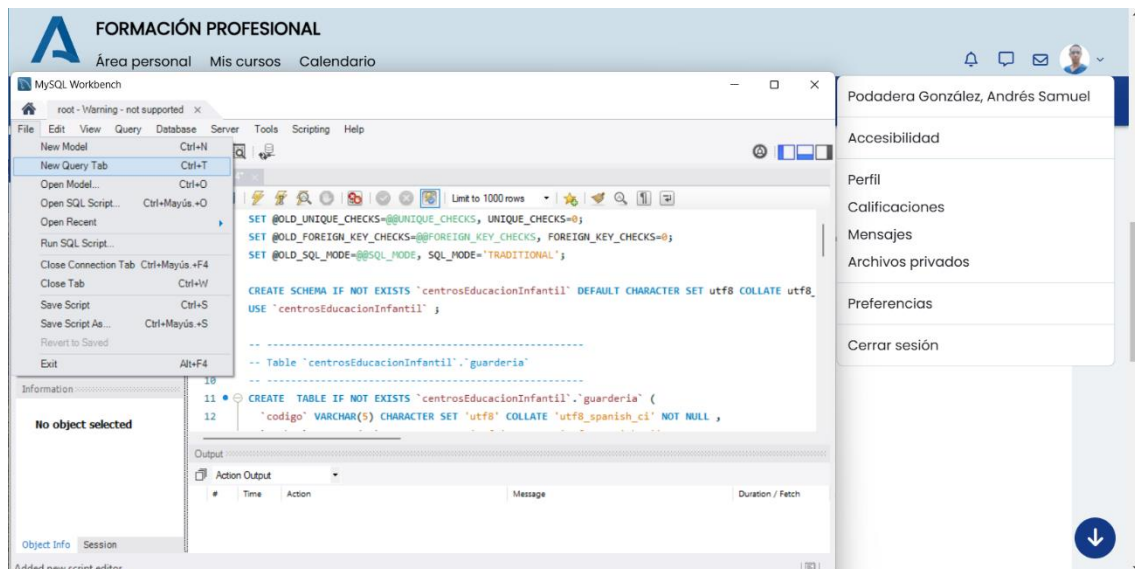 FORMACIÓN PROFESIONAL
Área personal Mis cursos Calendario
MySQL Workbench
root - Warning - not supported
File Edit View Query Database Server Tools Scripting Help
New Model Ctrl+N
New Query Tab Ctrl+T
Open Model... Ctrl+O
Open SQL Script... Ctrl+Mayús.+O
Open Recent
Run SQL Script...
Close Connection Tab Ctrl+Mayús.+F4
Close Tab Ctrl+W
Save Script Ctrl+S
Save Script As... Ctrl+Mayús.+S
Revert to Saved
Exit Alt+F4
Limit to 1000 rows
SET @OLD_UNIQUE_CHECKS=@@UNIQUE_CHECKS, UNIQUE_CHECKS=0;
SET @OLD_FOREIGN_KEY_CHECKS=@@FOREIGN_KEY_CHECKS, FOREIGN_KEY_CHECKS=0;
SET @OLD_SQL_MODE=@@SQL_MODE, SQL_MODE='TRADITIONAL';
CREATE SCHEMA IF NOT EXISTS `centrosEducacionInfantil` DEFAULT CHARACTER SET utf8 COLLATE utf8_
USE `centrosEducacionInfantil` ;
-- -----------------------------------------------------
-- Table `centrosEducacionInfantil`.`guarderia`
10 -- -----------------------------------------------------
11 CREATE TABLE IF NOT EXISTS `centrosEducacionInfantil`.`guarderia` (
12 `codigo` VARCHAR(5) CHARACTER SET 'utf8' COLLATE 'utf8_spanish_ci' NOT NULL ,
Information
No object selected
Object Info Session
Added new script editor
Output
Action Output
# Time Action Message Duration / Fetch
Podadera González, Andrés Samuel
Accesibilidad
Perfil
Calificaciones
Mensajes
Archivos privados
Preferencias
Cerrar sesión